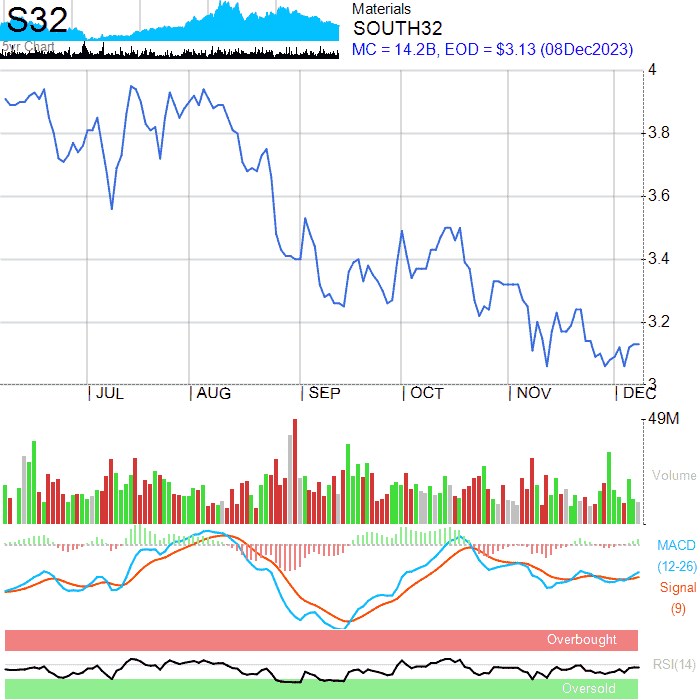 S32
5yr Chart
Materials
SOUTH32
MC = 14.2B, EOD = $3.13 (08Dec2023)
4
3.8
3.6
3.4
3.2
3
JUL AUG SEP OCT NOV DEC
49M
Volume
MACD
(12-26)
Signal
(9)
Overbought
RSI(14)
Oversold